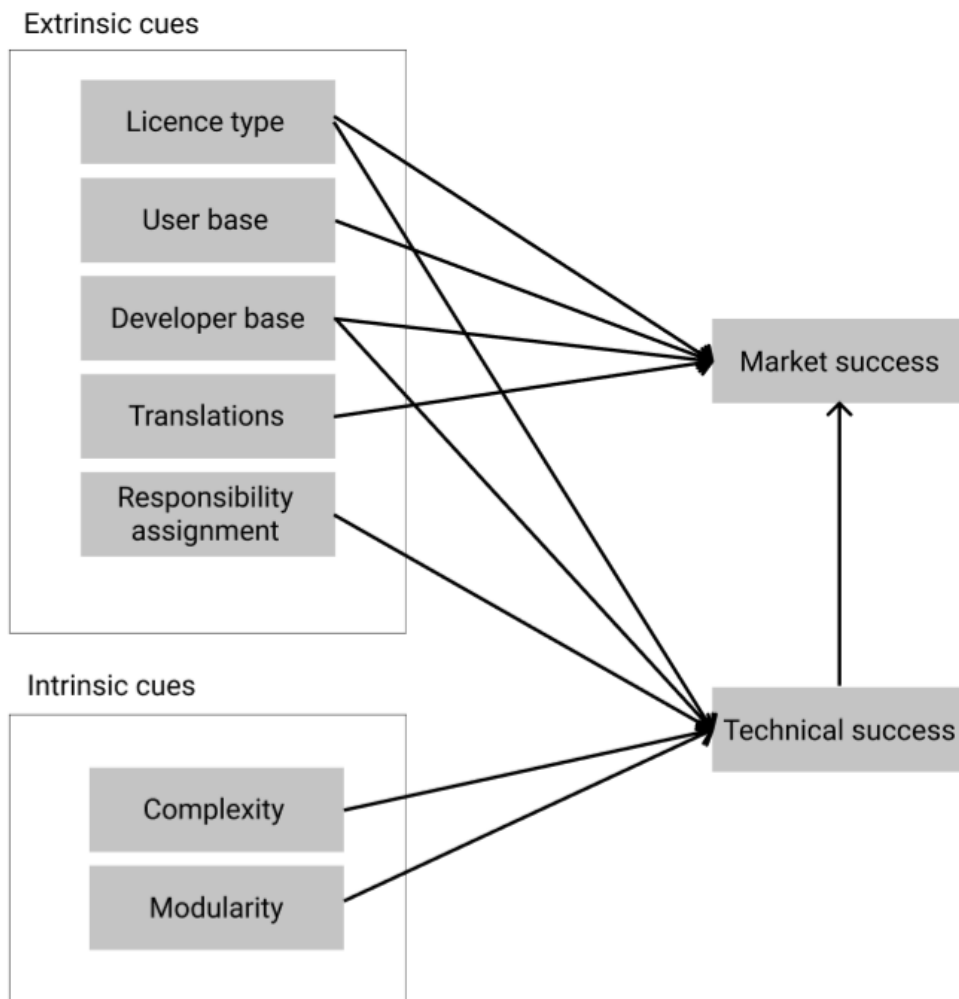 Extrinsic cues
Licence type
User base
Developer base
Translations
Responsibility
assignment
Market success
Intrinsic cues
Technical success
Complexity
Modularity